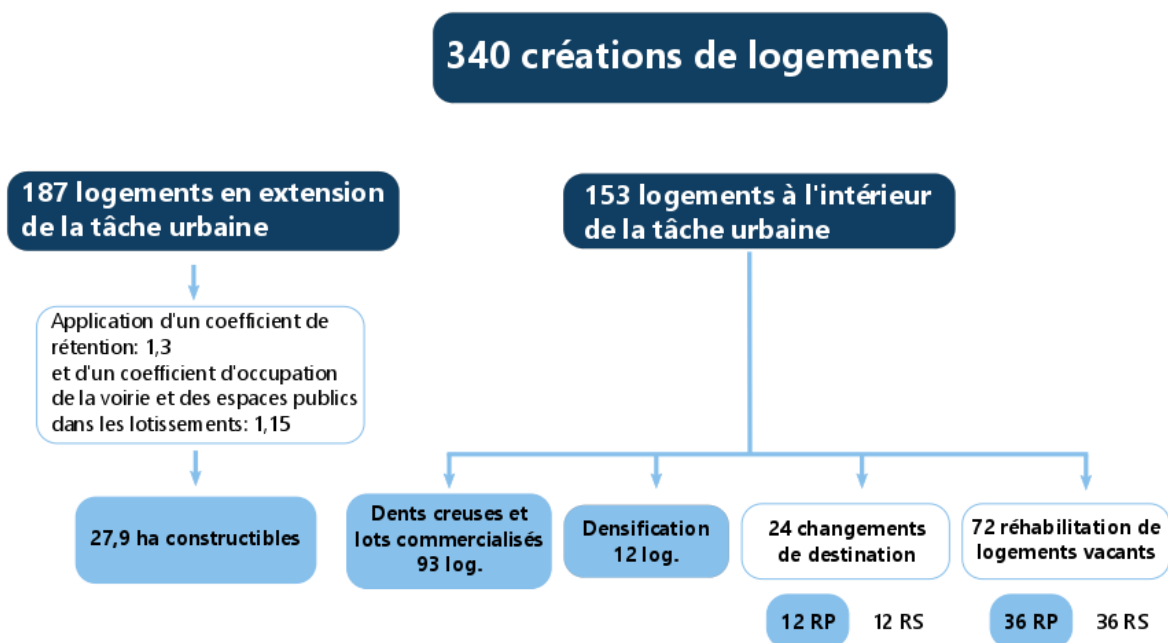 340 créations de logements
187 logements en extension
de la tâche urbaine
153 logements à l'intérieur
de la tâche urbaine
Application d'un coefficient de
rétention: 1,3
et d'un coefficient d'occupation
de la voirie et des espaces publics
dans les lotissements: 1,15
27,9 ha constructibles
Dents creuses et
lots commercialisés
93 log.
Densification
12 log.
24 changements
de destination
72 réhabilitation de
logements vacants
12 RP
12 RS
36 RP
36 RS